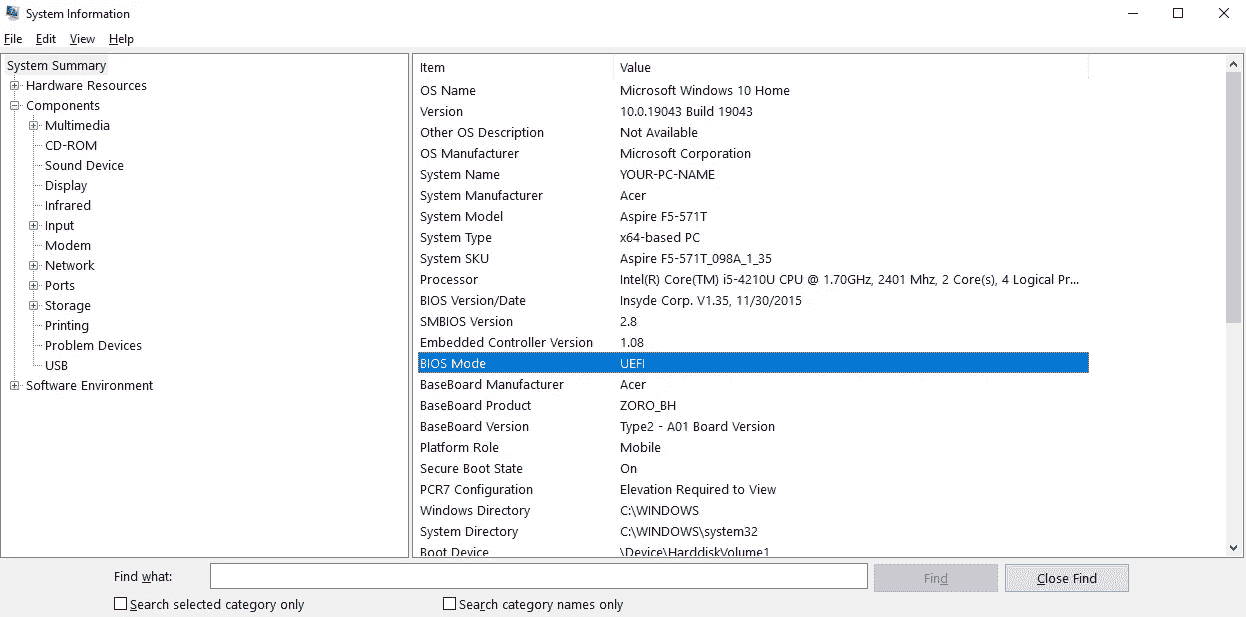 System Information
File Edit View Help
System Summary
Hardware Resources
Components
Multimedia
CD-ROM
Sound Device
Display
Infrared
Input
Modem
Network
Ports
Storage
Printing
Problem Devices
USB
Software Environment
Item Value
OS Name Microsoft Windows 10 Home
Version 10.0.19043 Build 19043
Other OS Description Not Available
OS Manufacturer Microsoft Corporation
System Name YOUR-PC-NAME
System Manufacturer Acer
System Model Aspire F5-571T
System Type x64-based PC
System SKU Aspire F5-571T_098A_1_35
Processor Intel(R) Core(TM) i5-4210U CPU @ 1.70GHz, 2401 Mhz, 2 Core(s), 4 Logical Pr...
BIOS Version/Date Insyde Corp. V1.35, 11/30/2015
SMBIOS Version 2.8
Embedded Controller Version 1.08
BIOS Mode UEFI
BaseBoard Manufacturer Acer
BaseBoard Product ZORO_BH
BaseBoard Version Type2 - A01 Board Version
Platform Role Mobile
Secure Boot State On
PCR7 Configuration Elevation Required to View
Windows Directory C:\WINDOWS
System Directory C:\WINDOWS\system32
Boot Device \Device\HarddiskVolume1
Find what: Find Close Find
Search selected category only Search category names only